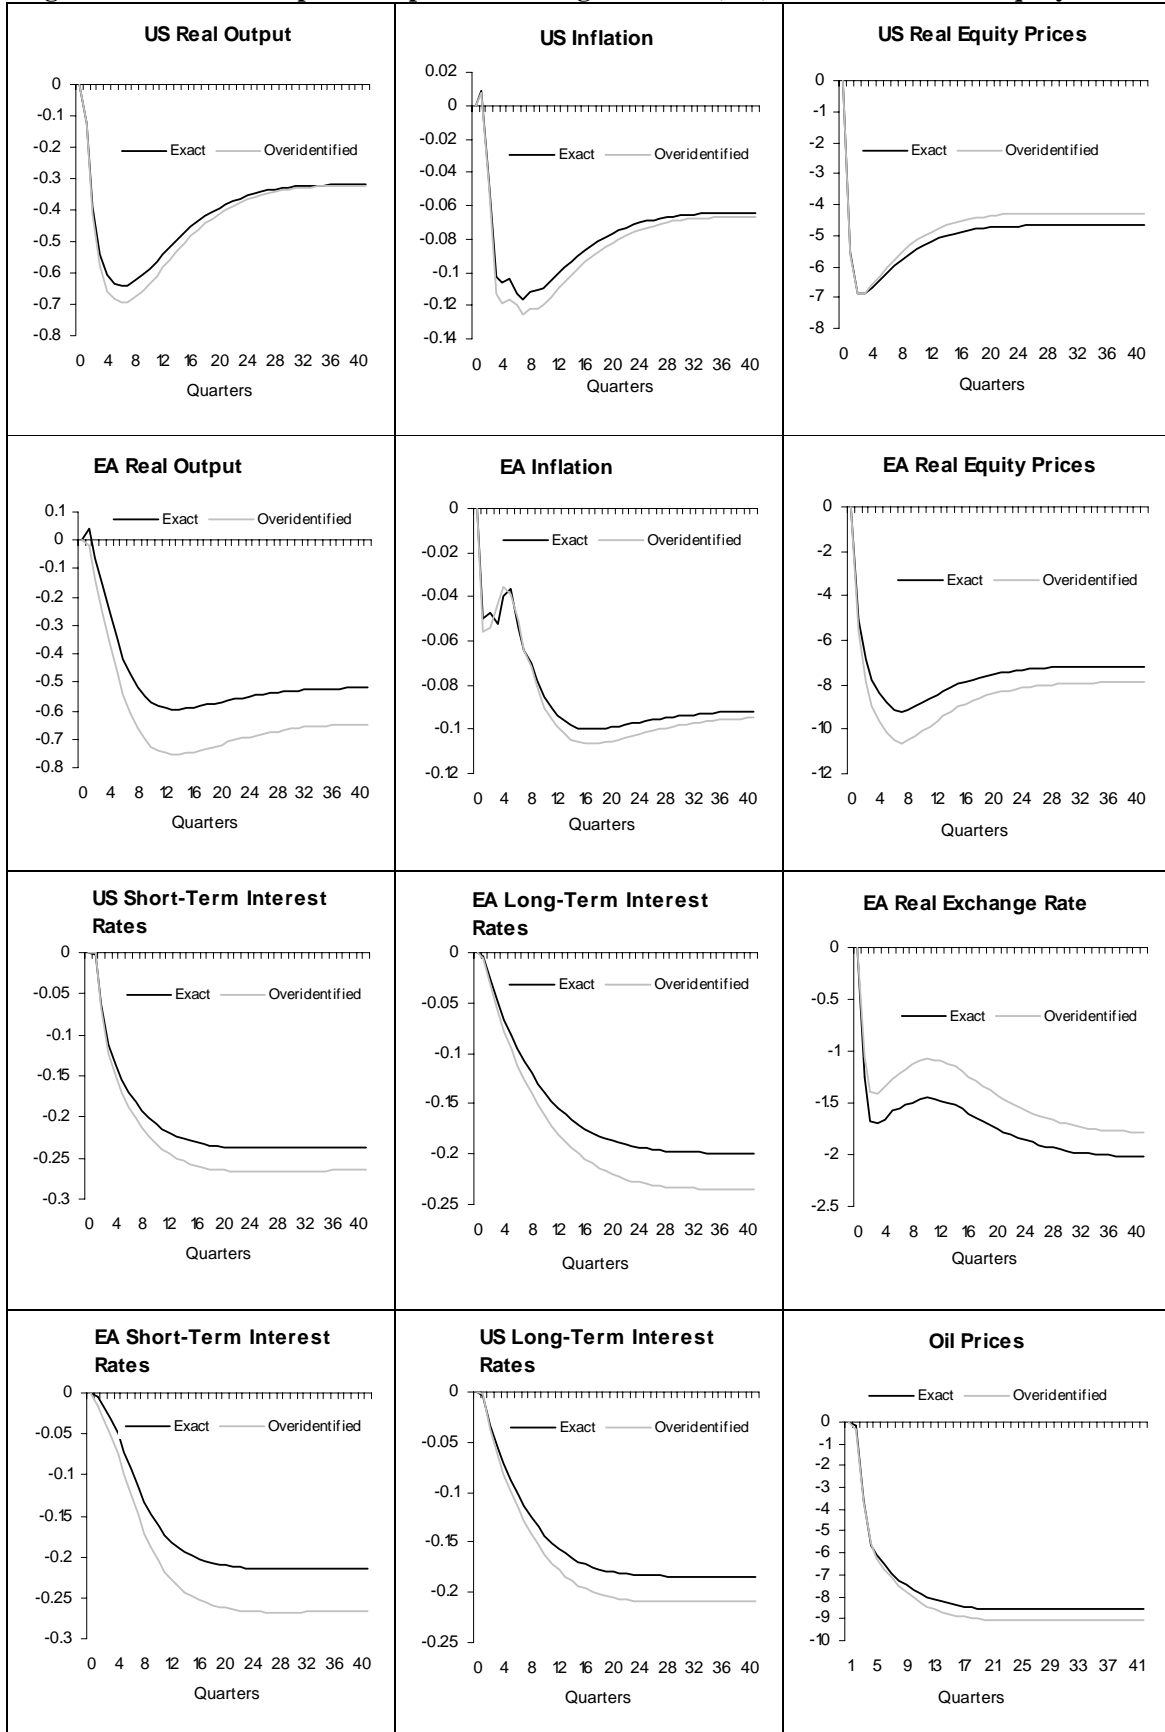 US Real Output
0
-0.1
-0.2
-0.3
-0.4
-0.5
-0.6
-0.7
-0.8
Exact Overidentified
0 4 8 12 16 20 24 28 32 36 40
Quarters
US Inflation
0.02
0
-0.02
-0.04
-0.06
-0.08
-0.1
-0.12
-0.14
Exact Overidentified
0 4 8 12 16 20 24 28 32 36 40
Quarters
US Real Equity Prices
0
-1
-2
-3
-4
-5
-6
-7
-8
Exact Overidentified
0 4 8 12 16 20 24 28 32 36 40
Quarters
EA Real Output
0.1
0
-0.1
-0.2
-0.3
-0.4
-0.5
-0.6
-0.7
-0.8
Exact Overidentified
0 4 8 12 16 20 24 28 32 36 40
Quarters
EA Inflation
0
-0.02
-0.04
-0.06
-0.08
-0.1
-0.12
Exact Overidentified
0 4 8 12 16 20 24 28 32 36 40
Quarters
EA Real Equity Prices
0
-2
-4
-6
-8
-10
-12
Exact Overidentified
0 4 8 12 16 20 24 28 32 36 40
Quarters
US Short-Term Interest
Rates
0
-0.05
-0.1
-0.15
-0.2
-0.25
-0.3
Exact Overidentified
0 4 8 12 16 20 24 28 32 36 40
Quarters
EA Long-Term Interest
Rates
0
-0.05
-0.1
-0.15
-0.2
-0.25
Exact Overidentified
0 4 8 12 16 20 24 28 32 36 40
Quarters
EA Real Exchange Rate
0
-0.5
-1
-1.5
-2
-2.5
Exact Overidentified
0 4 8 12 16 20 24 28 32 36 40
Quarters
EA Short-Term Interest
Rates
0
-0.05
-0.1
-0.15
-0.2
-0.25
-0.3
Exact Overidentified
0 4 8 12 16 20 24 28 32 36 40
Quarters
US Long-Term Interest
Rates
0
-0.05
-0.1
-0.15
-0.2
-0.25
Exact Overidentified
0 4 8 12 16 20 24 28 32 36 40
Quarters
Oil Prices
Exact Overidentified
0
-1
-2
-3
-4
-5
-6
-7
-8
-9
-10
1 5 9 13 17 21 25 29 33 37 41
Quarters